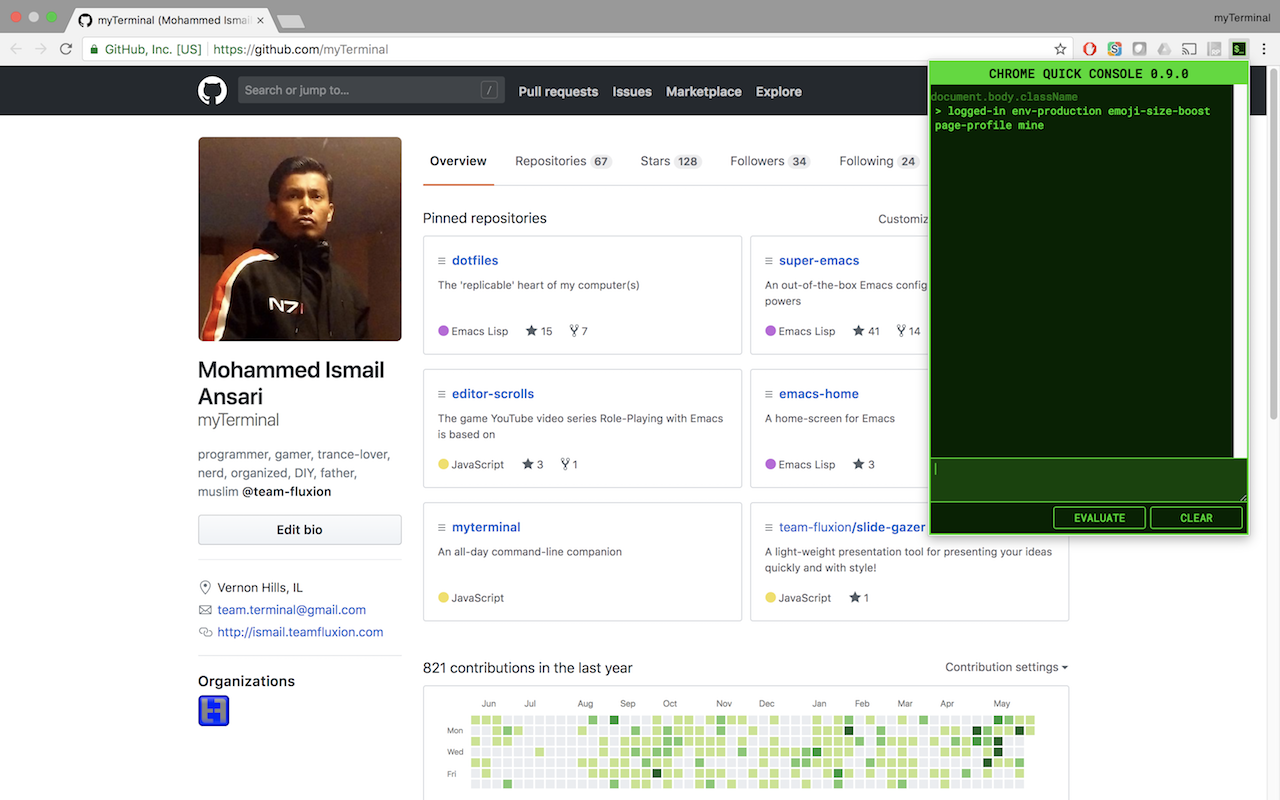 myTerminal (Mohammed Ismail
myTerminal
GitHub, Inc. [US]
https://github.com/myTerminal
Search or jump to...
/
Pull requests
Issues
Marketplace
Explore
CHROME QUICK CONSOLE 0.9.0
document.body.className
> logged-in env-production emoji-size-boost
page-profile mine
EVALUATE
CLEAR
N7
Mohammed Ismail
Ansari
myTerminal
programmer, gamer, trance-lover,
nerd, organized, DIY, father,
muslim @team-fluxion
Edit bio
Vernon Hills, IL
team.terminal@gmail.com
http://ismail.teamfluxion.com
Organizations
Overview
Repositories 67
Stars 128
Followers 34
Following 24
Pinned repositories
Customiz
dotfiles
The 'replicable' heart of my computer(s)
Emacs Lisp 15 7
super-emacs
An out-of-the-box Emacs config
powers
Emacs Lisp 41 14
editor-scrolls
The game YouTube video series Role-Playing with Emacs
is based on
JavaScript 3 1
emacs-home
A home-screen for Emacs
Emacs Lisp 3
myterminal
An all-day command-line companion
JavaScript
team-fluxion/slide-gazer
A light-weight presentation tool for presenting your ideas
quickly and with style!
JavaScript 1
821 contributions in the last year
Contribution settings
Jun Jul Aug Sep Oct Nov Dec Jan Feb Mar Apr May
Mon
Wed
Fri